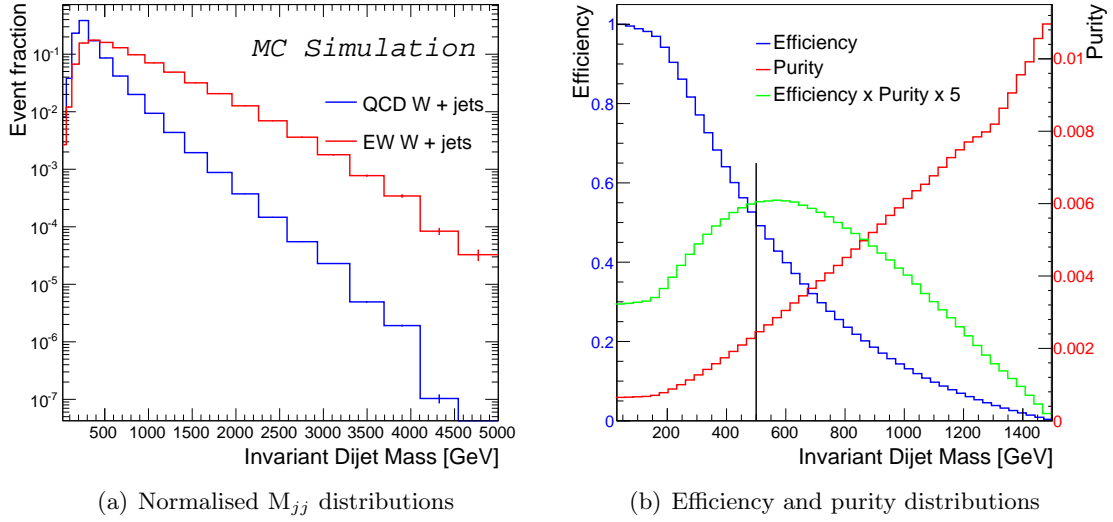 MC Simulation
QCD W + jets
EW W + jets
Event fraction
10^{-1}
10^{-2}
10^{-3}
10^{-4}
10^{-5}
10^{-6}
10^{-7}
500 1000 1500 2000 2500 3000 3500 4000 4500 5000
Invariant Dijet Mass [GeV]
(a) Normalised M_{jj} distributions
Efficiency
Purity
Efficiency x Purity x 5
Efficiency
1
0.8
0.6
0.4
0.2
0
Purity
0.01
0.008
0.006
0.004
0.002
0
200 400 600 800 1000 1200 1400
Invariant Dijet Mass [GeV]
(b) Efficiency and purity distributions